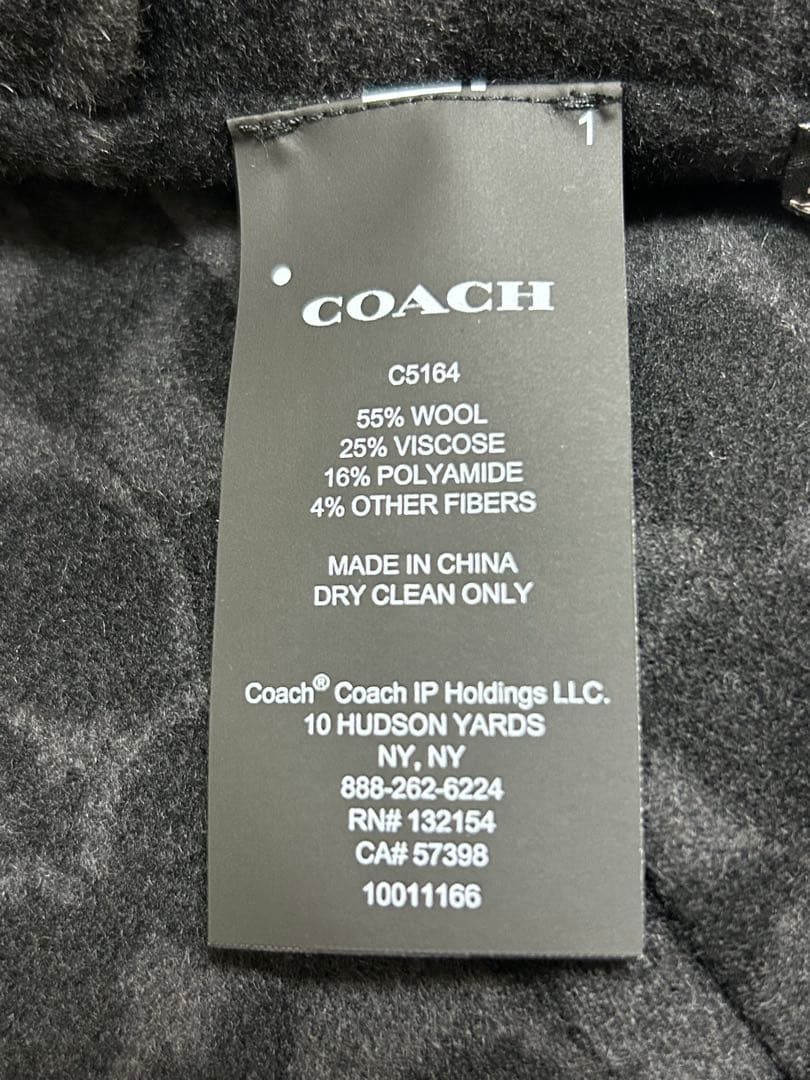 1
COACH
C5164
55% WOOL
25% VISCOSE
16% POLYAMIDE
4% OTHER FIBERS
MADE IN CHINA
DRY CLEAN ONLY
Coach® Coach IP Holdings LLC.
10 HUDSON YARDS
NY, NY
888-262-6224
RN# 132154
CA# 57398
10011166